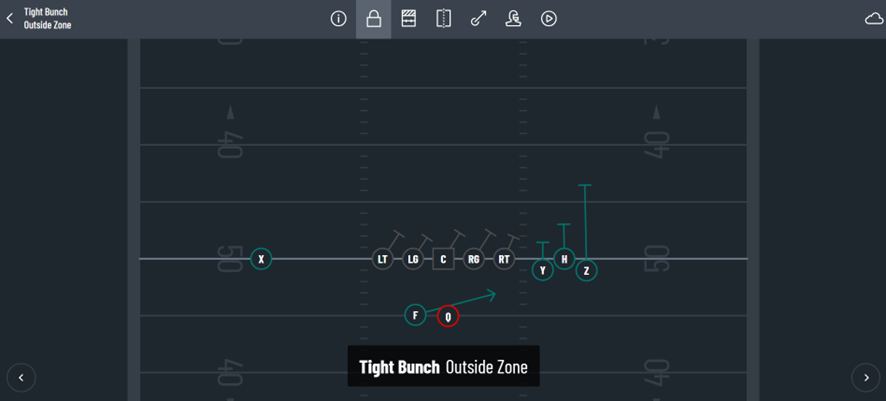 Tight Bunch
Outside Zone
40 40
X LT LG C RG RT Y H Z
50 50
F Q
Tight Bunch Outside Zone
40 40